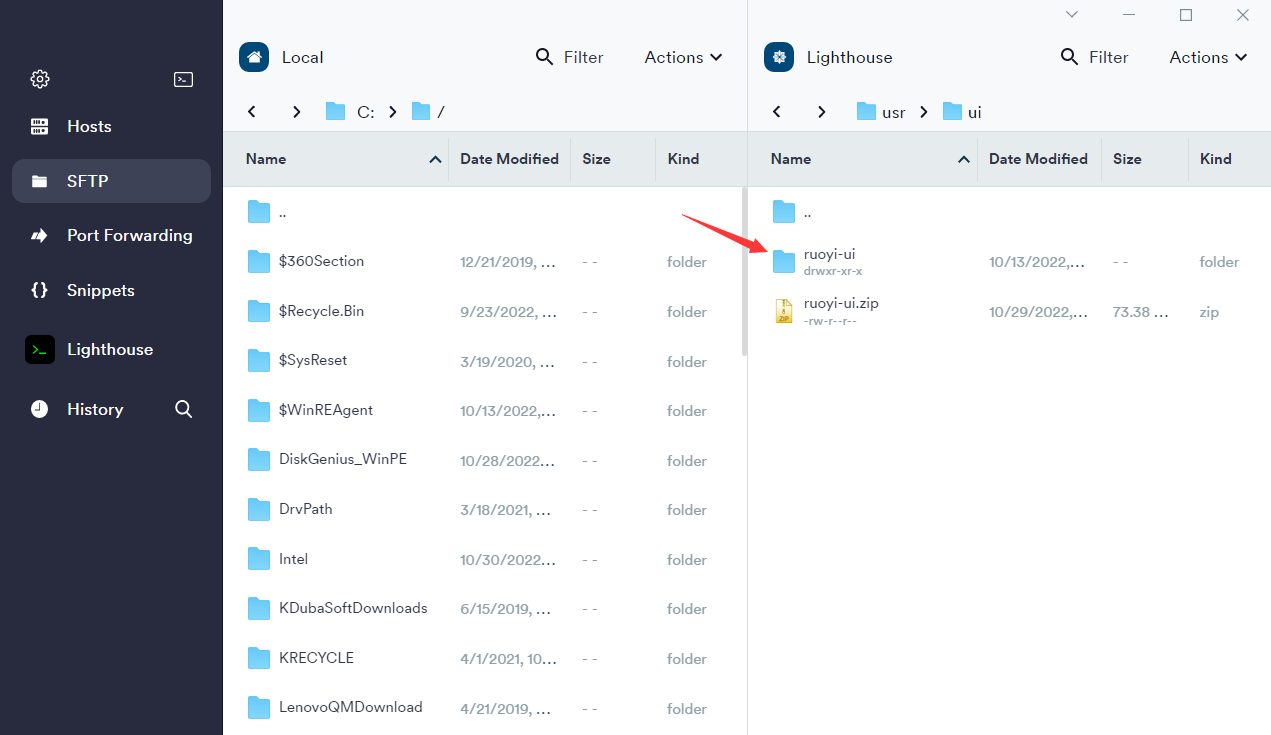 Hosts
SFTP
Port Forwarding
Snippets
Lighthouse
History
Local
Filter
Actions
C:
/
Name
Date Modified
Size
Kind
..
$360Section
12/21/2019, ...
- -
folder
$Recycle.Bin
9/23/2022, ...
- -
folder
$SysReset
3/19/2020, ...
- -
folder
$WinREAgent
10/13/2022,...
- -
folder
DiskGenius_WinPE
10/28/2022...
- -
folder
DrvPath
3/18/2021, ...
- -
folder
Intel
10/30/2022...
- -
folder
KDubaSoftDownloads
6/15/2019, ...
- -
folder
KRECYCLE
4/1/2021, 10...
- -
folder
LenovoQMDownload
4/21/2019, ...
- -
folder
Lighthouse
Filter
Actions
usr
ui
Name
Date Modified
Size
Kind
..
ruoyi-ui
drwxr-xr-x
10/13/2022,...
- -
folder
ruoyi-ui.zip
-rw-r--r--
10/29/2022,...
73.38 ...
zip
ZIP